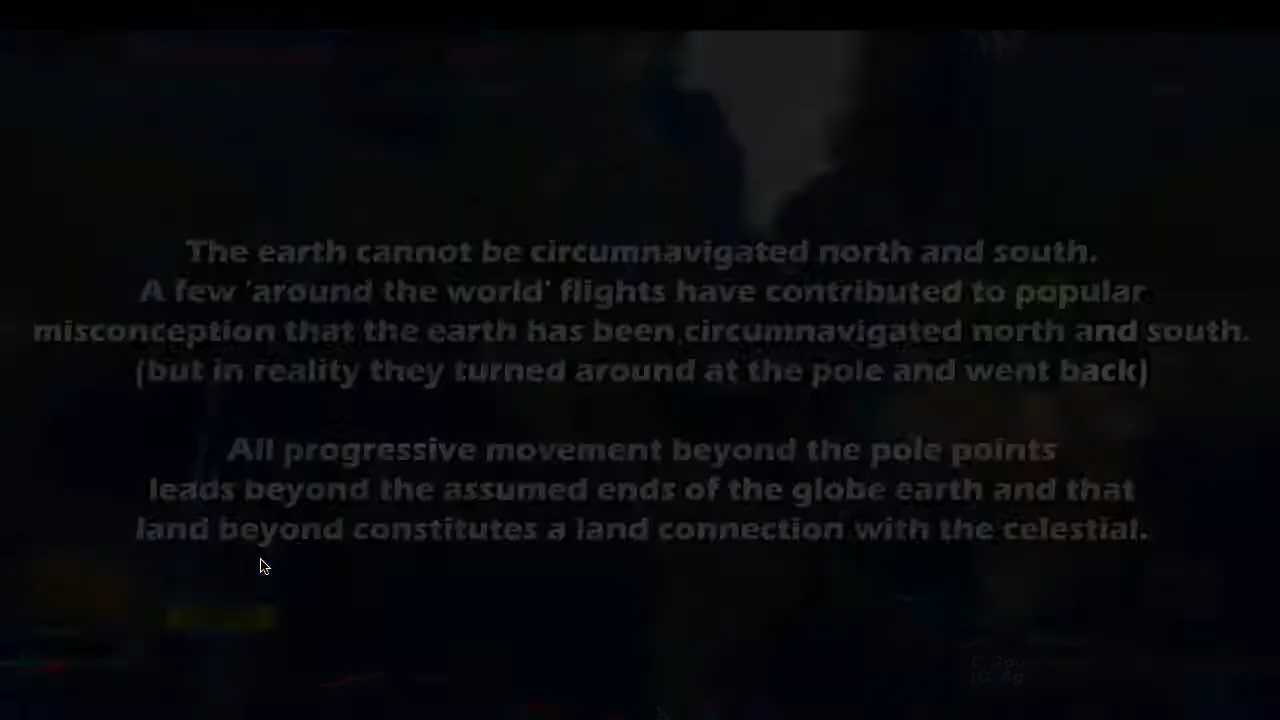 The earth cannot be circumnavigated north and south.
A few 'around the world' flights have contributed to popular
misconception that the earth has been circumnavigated north and south.
(but in reality they turned around at the pole and went back)
All progressive movement beyond the pole points
leads beyond the assumed ends of the globe earth and that
land beyond constitutes a land connection with the celestial.